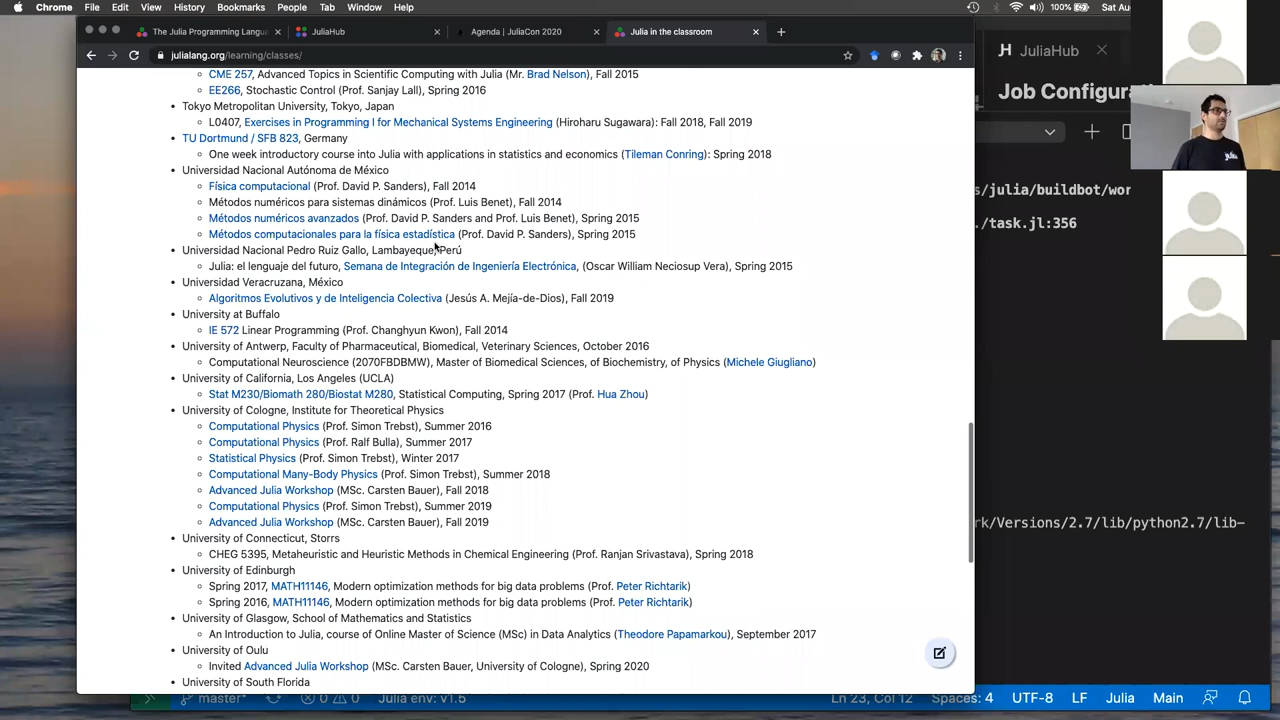 Chrome File Edit View History Bookmarks People Tab Window Help 100% Sat Au
The Julia Programming Langu JuliaHub Agenda | JuliaCon 2020 Julia in the classroom
julialang.org/learning/classes/
CME 257, Advanced Topics in Scientific Computing with Julia (Mr. Brad Nelson), Fall 2015
EE266, Stochastic Control (Prof. Sanjay Lall), Spring 2016
Tokyo Metropolitan University, Tokyo, Japan
L0407, Exercises in Programming I for Mechanical Systems Engineering (Hiroharu Sugawara): Fall 2018, Fall 2019
TU Dortmund / SFB 823, Germany
One week introductory course into Julia with applications in statistics and economics (Tileman Conring): Spring 2018
Universidad Nacional Autónoma de México
Física computacional (Prof. David P. Sanders), Fall 2014
Métodos numéricos para sistemas dinámicos (Prof. Luis Benet), Fall 2014
Métodos numéricos avanzados (Prof. David P. Sanders and Prof. Luis Benet), Spring 2015
Métodos computacionales para la física estadística (Prof. David P. Sanders), Spring 2015
Universidad Nacional Pedro Ruiz Gallo, Lambayeque, Perú
Julia: el lenguaje del futuro, Semana de Integración de Ingeniería Electrónica, (Oscar William Neciosup Vera), Spring 2015
Universidad Veracruzana, México
Algoritmos Evolutivos y de Inteligencia Colectiva (Jesús A. Mejía-de-Dios), Fall 2019
University at Buffalo
IE 572 Linear Programming (Prof. Changhyun Kwon), Fall 2014
University of Antwerp, Faculty of Pharmaceutical, Biomedical, Veterinary Sciences, October 2016
Computational Neuroscience (2070FBDBMW), Master of Biomedical Sciences, of Biochemistry, of Physics (Michele Giugliano)
University of California, Los Angeles (UCLA)
Stat M230/Biomath 280/Biostat M280, Statistical Computing, Spring 2017 (Prof. Hua Zhou)
University of Cologne, Institute for Theoretical Physics
Computational Physics (Prof. Simon Trebst), Summer 2016
Computational Physics (Prof. Ralf Bulla), Summer 2017
Statistical Physics (Prof. Simon Trebst), Winter 2017
Computational Many-Body Physics (Prof. Simon Trebst), Summer 2018
Advanced Julia Workshop (MSc. Carsten Bauer), Fall 2018
Computational Physics (Prof. Simon Trebst), Summer 2019
Advanced Julia Workshop (MSc. Carsten Bauer), Fall 2019
University of Connecticut, Storrs
CHEG 5395, Metaheuristic and Heuristic Methods in Chemical Engineering (Prof. Ranjan Srivastava), Spring 2018
University of Edinburgh
Spring 2017, MATH11146, Modern optimization methods for big data problems (Prof. Peter Richtarik)
Spring 2016, MATH11146, Modern optimization methods for big data problems (Prof. Peter Richtarik)
University of Glasgow, School of Mathematics and Statistics
An Introduction to Julia, course of Online Master of Science (MSc) in Data Analytics (Theodore Papamarkou), September 2017
University of Oulu
Invited Advanced Julia Workshop (MSc. Carsten Bauer, University of Cologne), Spring 2020
University of South Florida
JuliaHub
Job Configura
s/julia/buildbot/wor
./task.jl:356
rk/Versions/2.7/lib/python2.7/lib-
julia
master* 0 0 Julia env: v1.5 Ln 23, Col 12 Spaces: 4 UTF-8 LF Julia Main